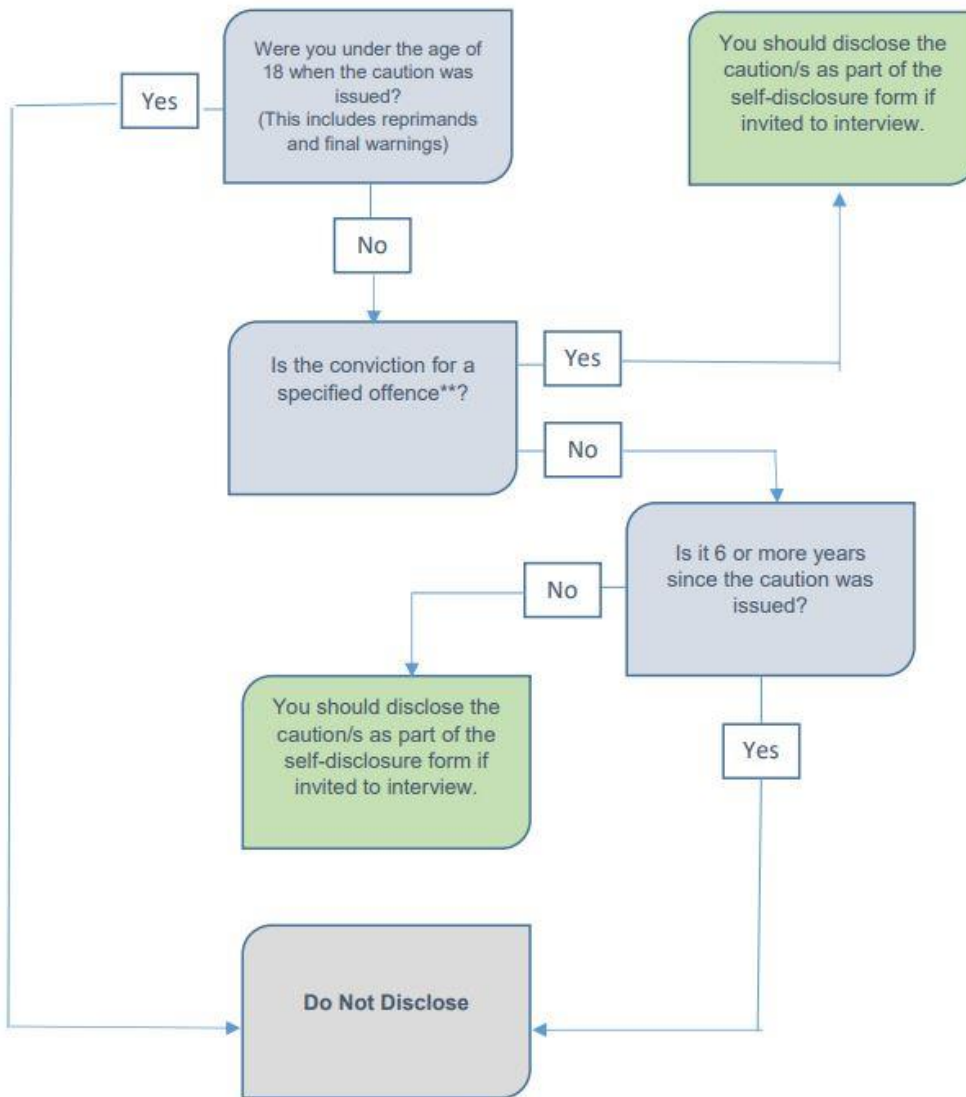 Were you under the age of
18 when the caution was
issued?
(This includes reprimands
and final warnings)
You should disclose the
caution/s as part of the
self-disclosure form if
invited to interview.
Yes
No
Is the conviction for a
specified offence**?
Yes
No
Is it 6 or more years
since the caution was
issued?
No
You should disclose the
caution/s as part of the
self-disclosure form if
invited to interview.
Yes
Do Not Disclose